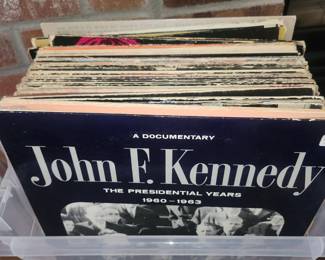 A DOCUMENTARY
John F. Kennedy
THE PRESIDENTIAL YEARS
1960-1963